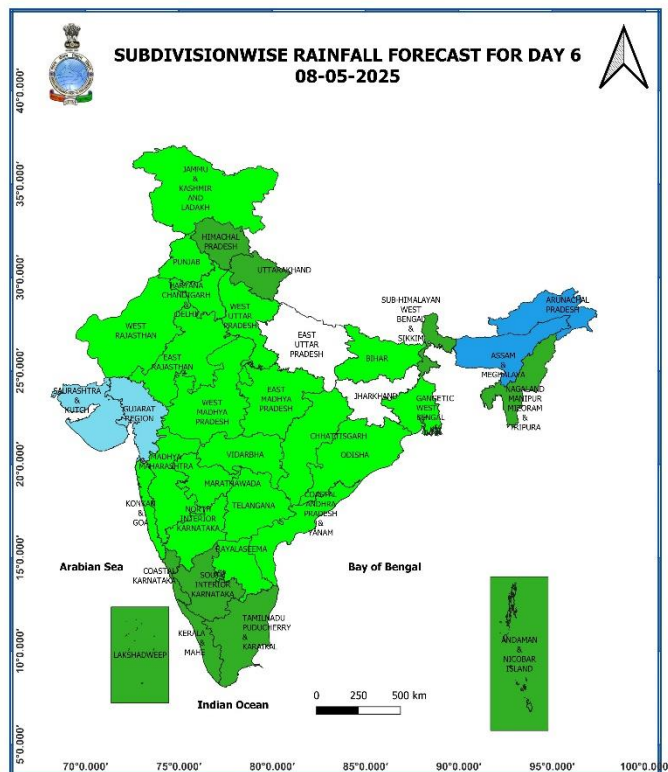 SUBDIVISIONWISE RAINFALL FORECAST FOR DAY 6
08-05-2025
40°0.000'
35°0.000'
30°0.000'
25°0.000'
20°0.000'
15°0.000'
10°0.000'
5°0.000'
JAMMU
&
KASHMIR
AND
LADAKH
HIMACHAL
PRADESH
PUNJAB
UTTARAKHAND
HARYANA
CHANDIGARH
&
DELHI
WEST
UTTAR
PRADESH
WEST
RAJASTHAN
EAST
RAJASTHAN
EAST
UTTAR
PRADESH
SUB-HIMALAYAN
WEST
BENGAL
&
SIKKIM
ARUNACHAL
PRADESH
ASSAM
&
MEGHALAYA
NAGALAND
MANIPUR
MIZORAM
&
TRIPURA
BIHAR
JHARKHAND
GANGETIC
WEST
BENGAL
SAURASHTRA
&
KUTCH
GUJARAT
REGION
WEST
MADHYA
PRADESH
EAST
MADHYA
PRADESH
CHHATTISGARH
ODISHA
VIDARBHA
MADHYA
MAHARASHTRA
MARATHAWADA
KONKAN
&
GOA
NORTH
INTERIOR
KARNATAKA
TELANGANA
COASTAL
ANDHRA
PRADESH
&
YANAM
RAYALASEEMA
COASTAL
KARNATAKA
SOUTH
INTERIOR
KARNATAKA
TAMILNADU
PUDUCHERRY
&
KARAIKAL
KERALA
&
MAHE
LAKSHADWEEP
ANDAMAN
&
NICOBAR
ISLAND
Arabian Sea
Bay of Bengal
Indian Ocean
0 250 500 km
70°0.000' 75°0.000' 80°0.000' 85°0.000' 90°0.000' 95°0.000' 100°0.000'